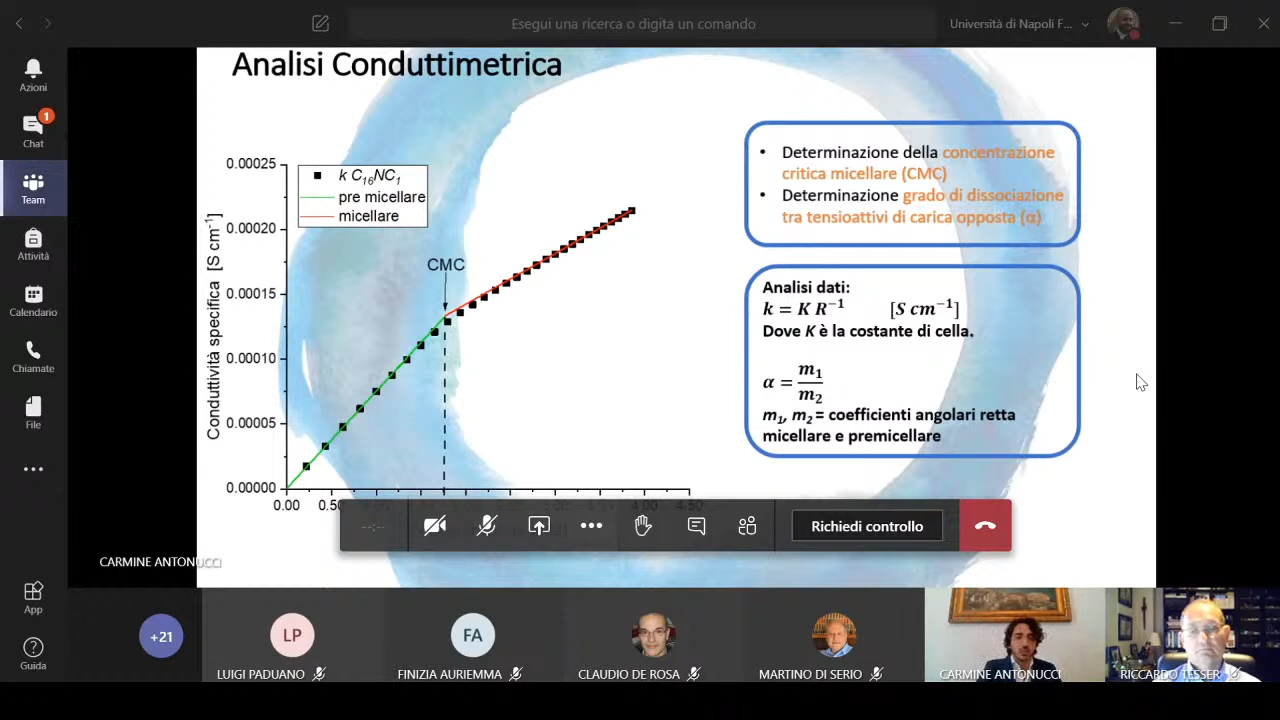 Esegui una ricerca o digita un comando
Università di Napoli F...
Azioni
1
Chat
Team
Attività
Calendario
Chiamate
File
App
Guida
Analisi Conduttimetrica
Conduttività specifica [S cm⁻¹]
0.00025
0.00020
0.00015
0.00010
0.00005
0.00000
k C₁₆NC₁
pre micellare
micellare
CMC
0.00
0.50
4.00
4.50
• Determinazione della concentrazione
critica micellare (CMC)
• Determinazione grado di dissociazione
tra tensioattivi di carica opposta (α)
Analisi dati:
k = K R⁻¹ [S cm⁻¹]
Dove K è la costante di cella.
α = m₁/m₂
m₁, m₂ = coefficienti angolari retta
micellare e premicellare
--:--
Richiedi controllo
CARMINE ANTONUCCI
+21
LP
LUIGI PADUANO
FA
FINIZIA AURIEMMA
CLAUDIO DE ROSA
MARTINO DI SERIO
CARMINE ANTONUCCI
RICCARDO TESSER